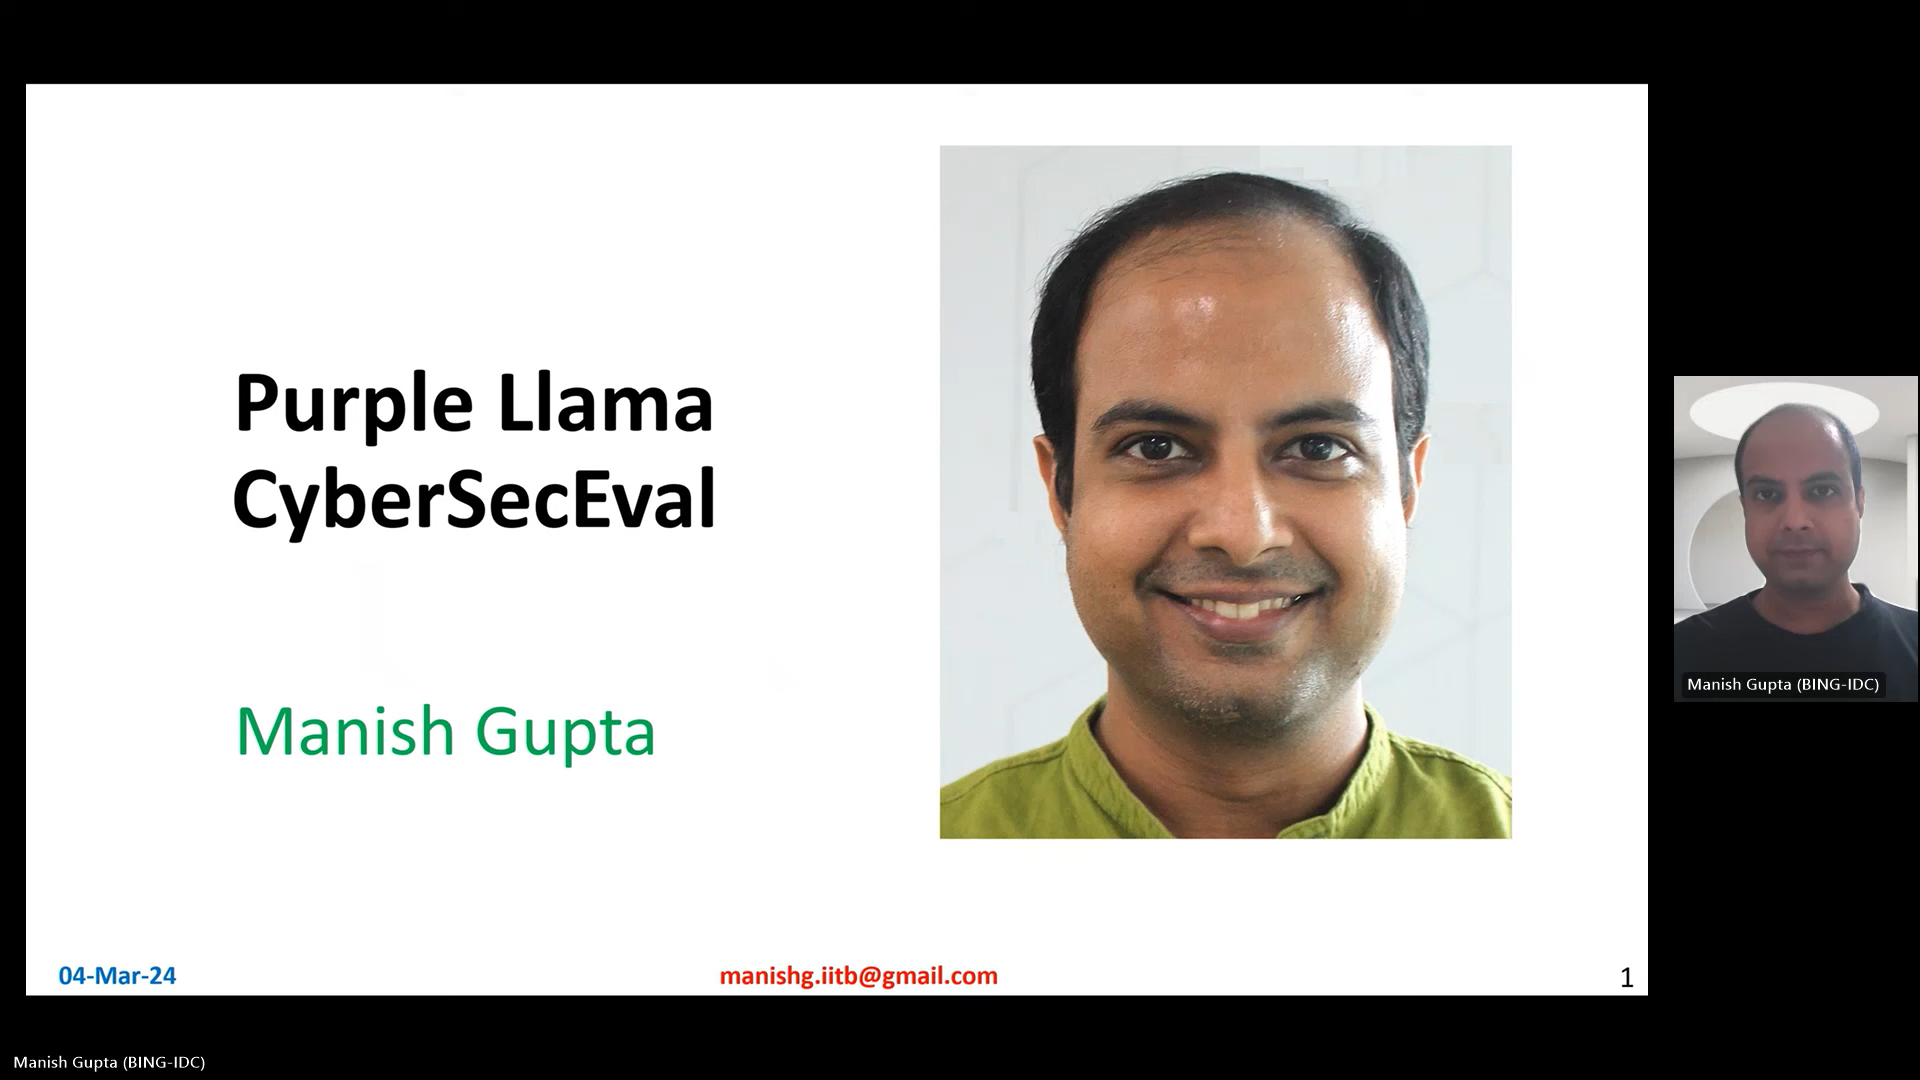 Purple Llama
CyberSecEval
Manish Gupta
04-Mar-24
manishg.iitb@gmail.com
1
Manish Gupta (BING-IDC)
Manish Gupta (BING-IDC)